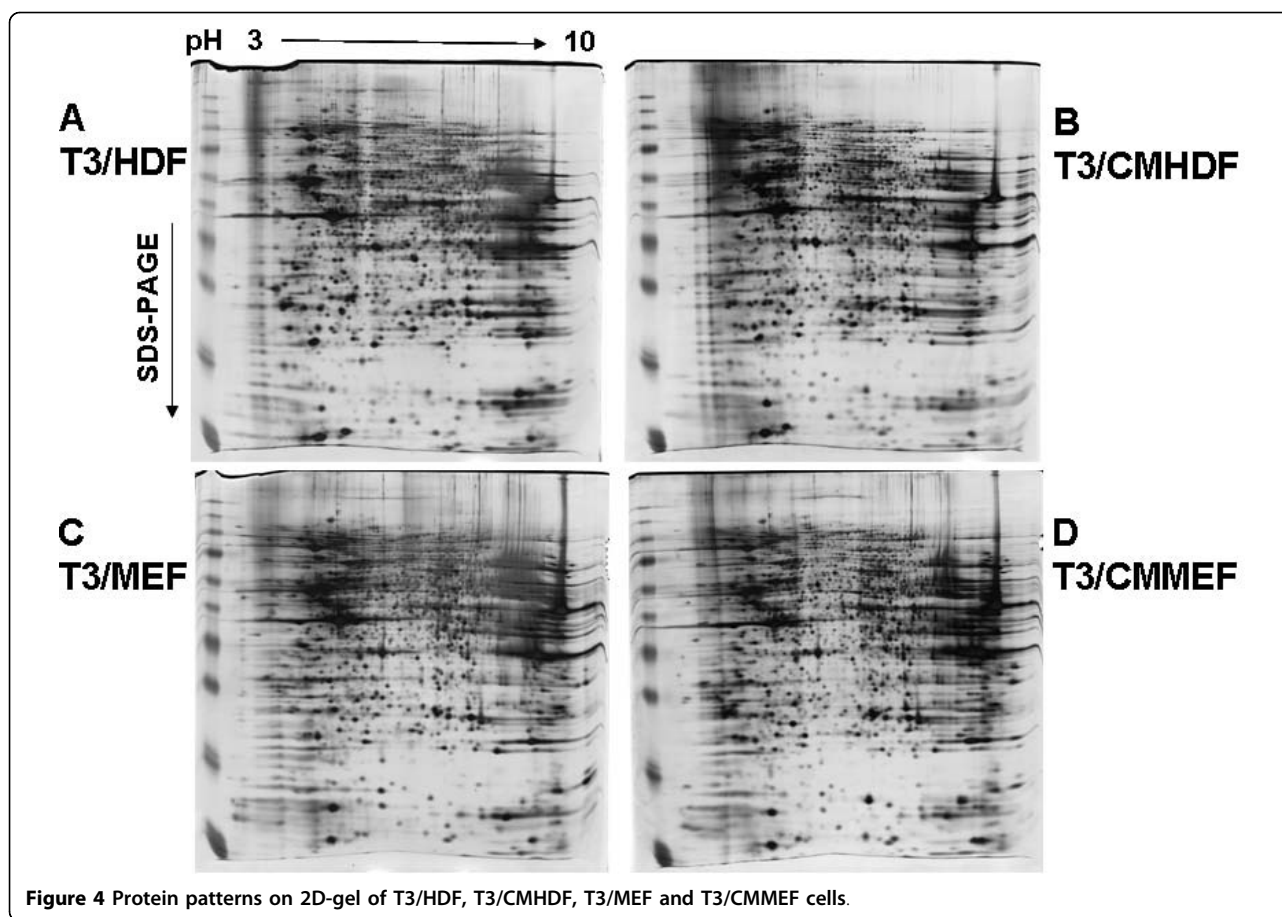 pH 3 10
A
T3/HDF
B
T3/CMHDF
SDS-PAGE
C
T3/MEF
D
T3/CMMEF
Figure 4 Protein patterns on 2D-gel of T3/HDF, T3/CMHDF, T3/MEF and T3/CMMEF cells.